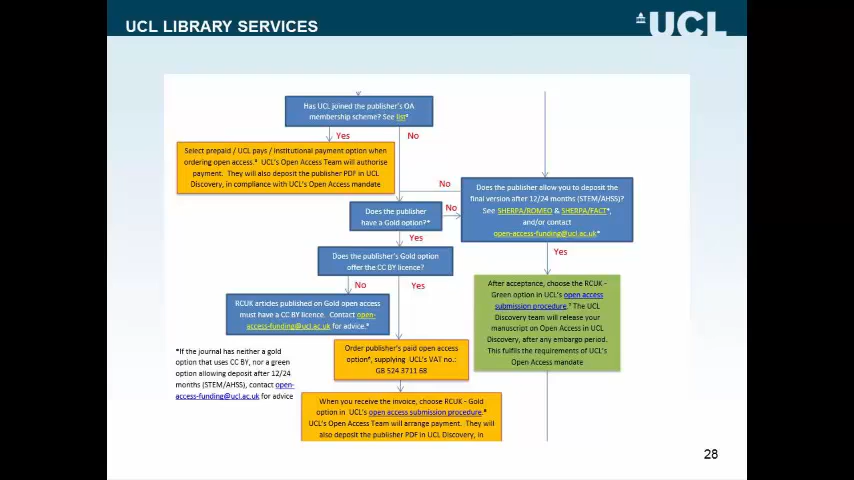 UCL LIBRARY SERVICES
UCL
Has UCL joined the publisher's OA
membership scheme? See list*
Yes
No
Select prepaid / UCL pays / institutional payment option when
ordering open access.* UCL's Open Access Team will authorise
payment. They will also deposit the publisher PDF in UCL
Discovery, in compliance with UCL's Open Access mandate
No
Does the publisher allow you to deposit the
final version after 12/24 months (STEM/AHSS)?
See SHERPA/ROMEO & SHERPA/FACT*,
and/or contact
open-access-funding@ucl.ac.uk*
Does the publisher
have a Gold option?*
No
Yes
Yes
Does the publisher's Gold option
offer the CC BY licence?
No
Yes
RCUK articles published on Gold open access
must have a CC BY licence. Contact open-
access-funding@ucl.ac.uk for advice.*
After acceptance, choose the RCUK -
Green option in UCL's open access
submission procedure. The UCL
Discovery team will release your
manuscript on Open Access in UCL
Discovery, after any embargo period.
This fulfils the requirements of UCL's
Open Access mandate
Order publisher's paid open access
option*, supplying UCL's VAT no.:
GB 524 3711 68
*If the journal has neither a gold
option that uses CC BY, nor a green
option allowing deposit after 12/24
months (STEM/AHSS), contact open-
access-funding@ucl.ac.uk for advice
When you receive the invoice, choose RCUK - Gold
option in UCL's open access submission procedure.
UCL's Open Access Team will arrange payment. They will
also deposit the publisher PDF in UCL Discovery, in
28